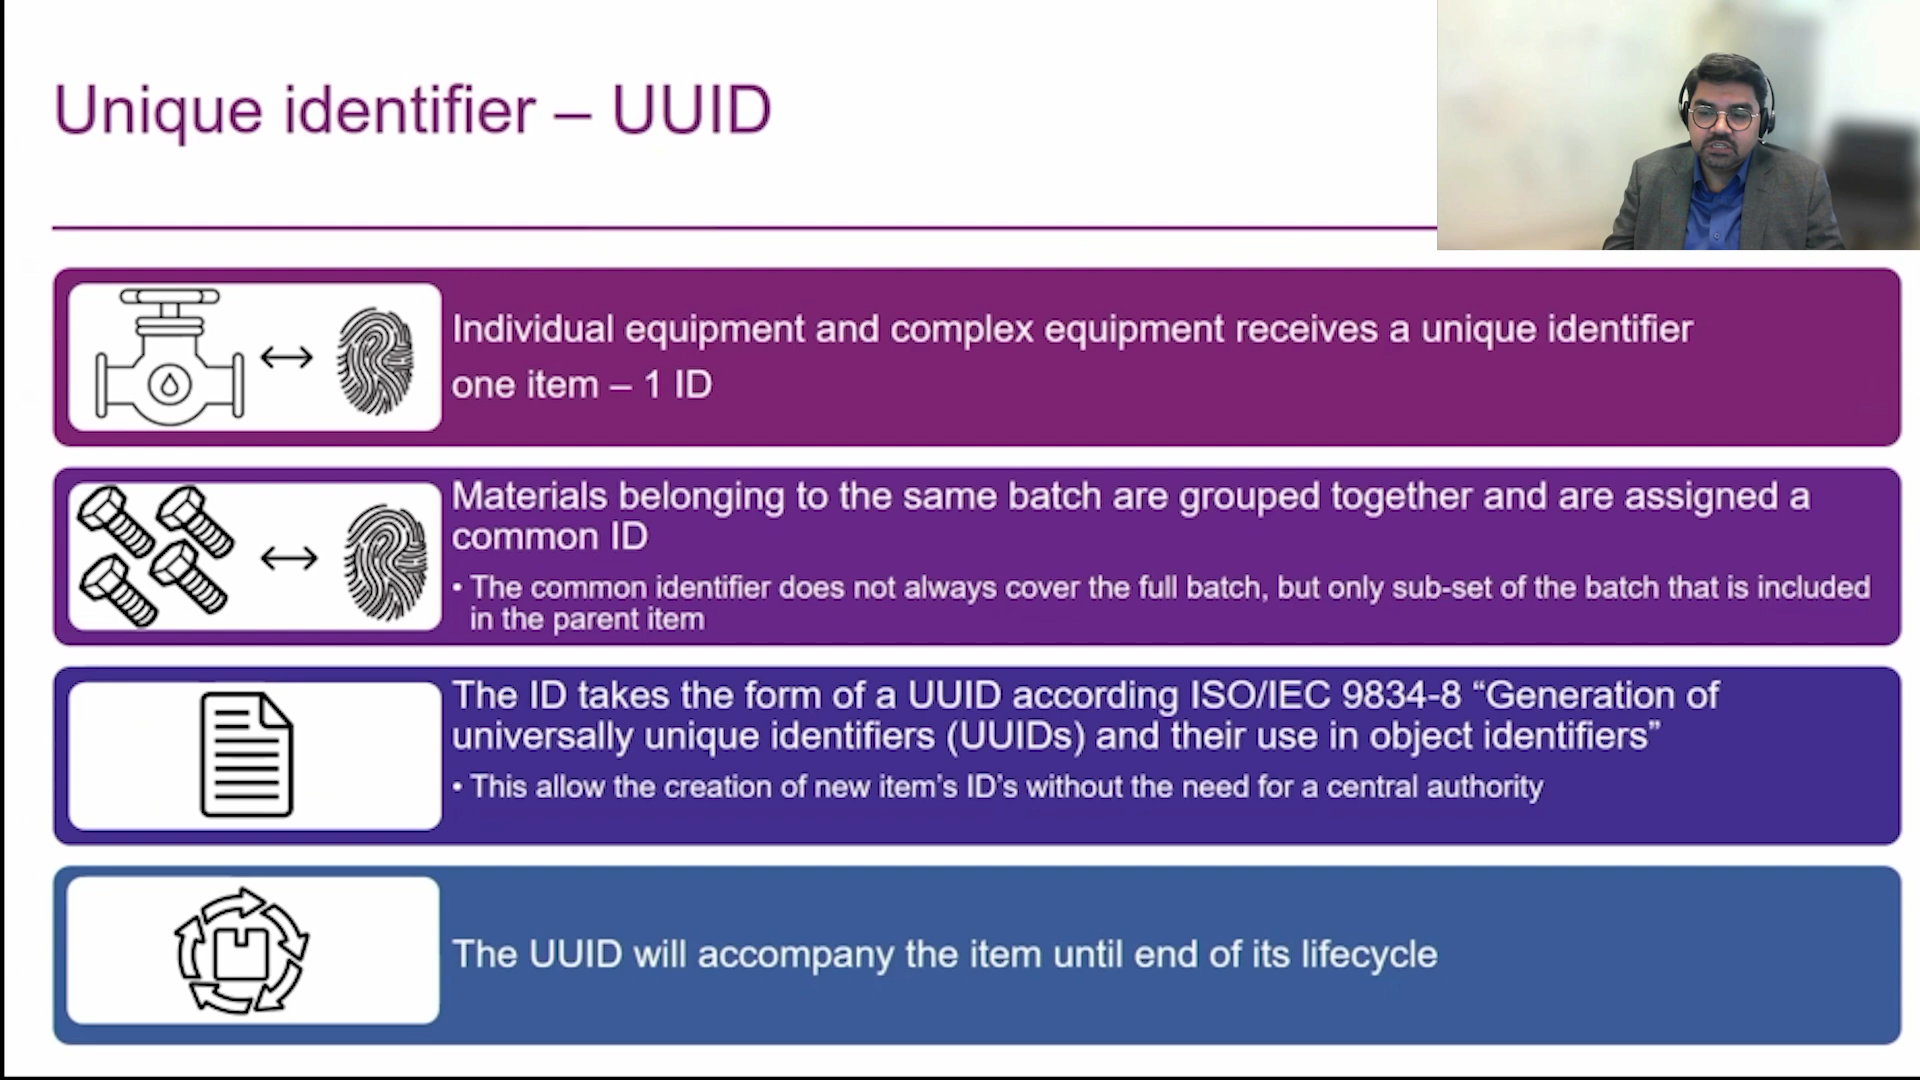 Unique identifier – UUID
Individual equipment and complex equipment receives a unique identifier
one item – 1 ID
Materials belonging to the same batch are grouped together and are assigned a
common ID
• The common identifier does not always cover the full batch, but only sub-set of the batch that is included
in the parent item
The ID takes the form of a UUID according ISO/IEC 9834-8 “Generation of
universally unique identifiers (UUIDs) and their use in object identifiers”
• This allow the creation of new item’s ID’s without the need for a central authority
The UUID will accompany the item until end of its lifecycle